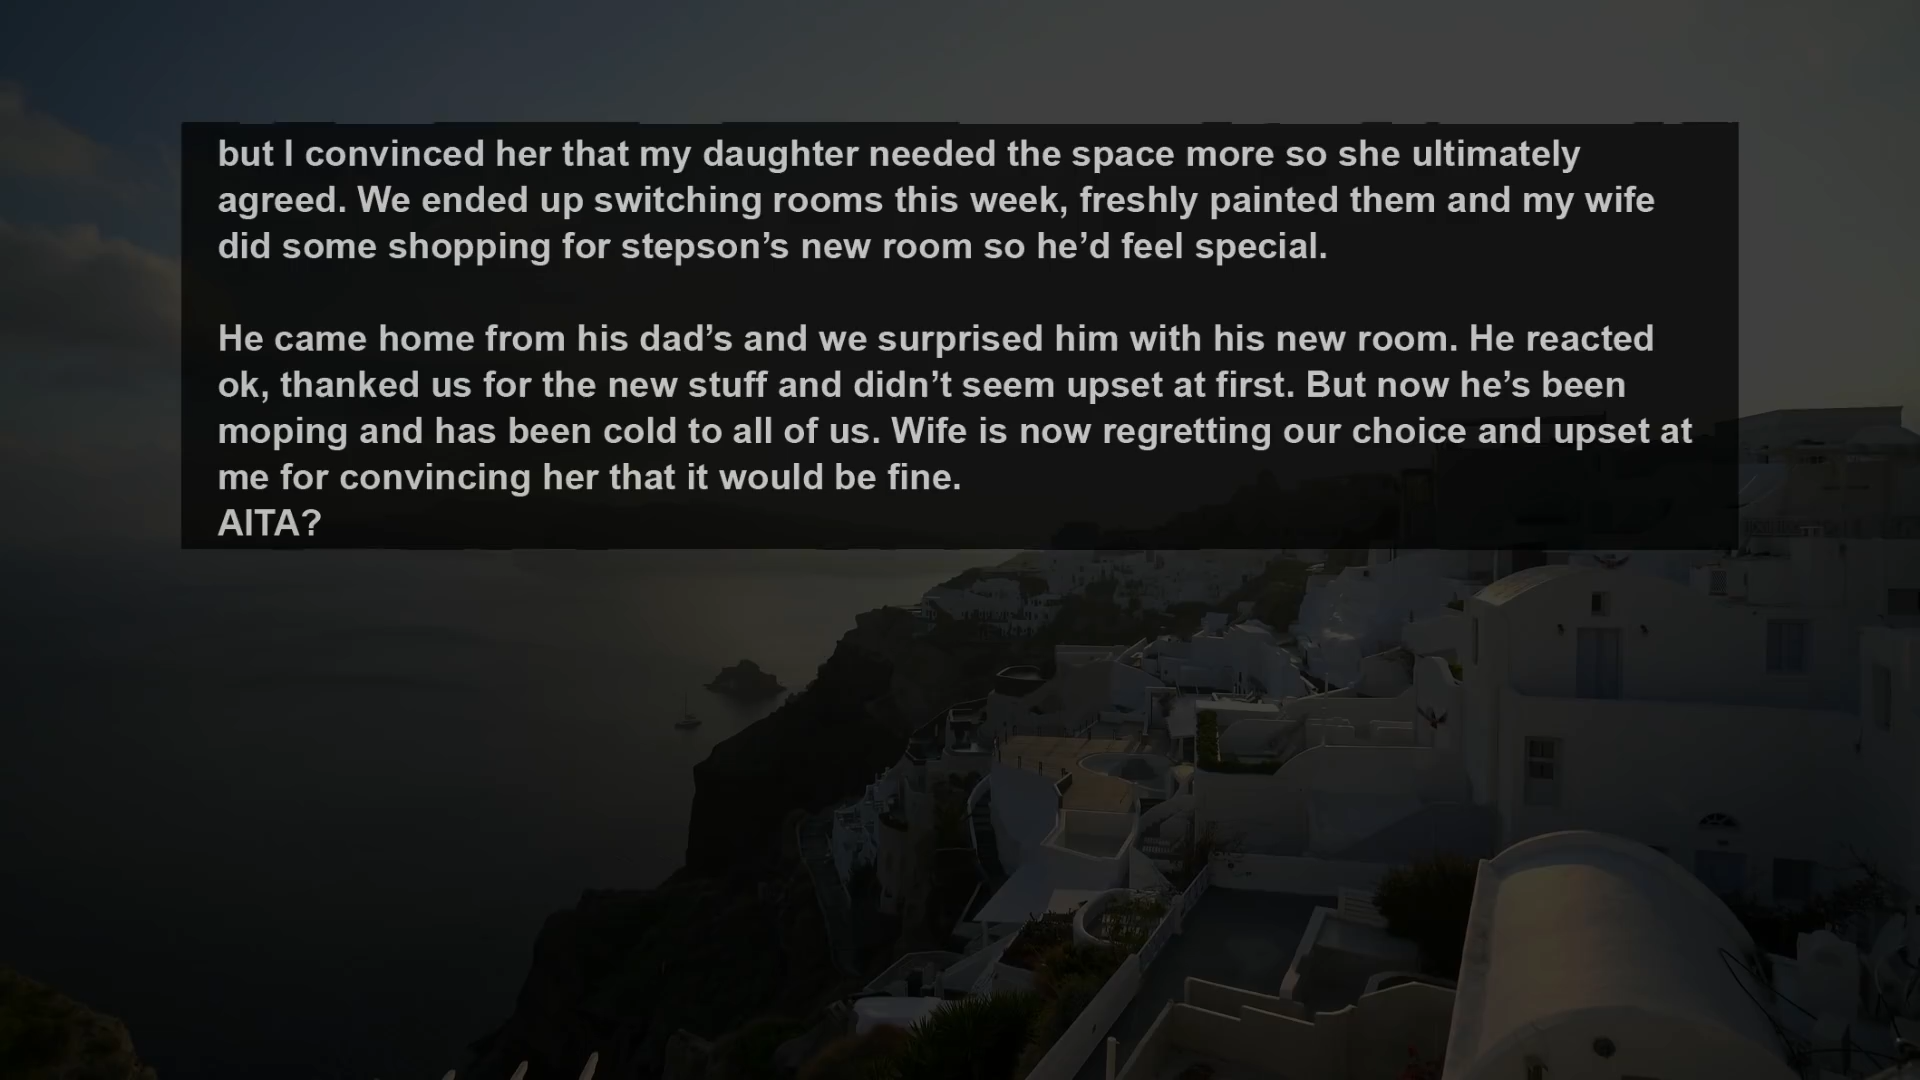 but I convinced her that my daughter needed the space more so she ultimately
agreed. We ended up switching rooms this week, freshly painted them and my wife
did some shopping for stepson’s new room so he’d feel special.
He came home from his dad’s and we surprised him with his new room. He reacted
ok, thanked us for the new stuff and didn’t seem upset at first. But now he’s been
moping and has been cold to all of us. Wife is now regretting our choice and upset at
me for convincing her that it would be fine.
AITA?